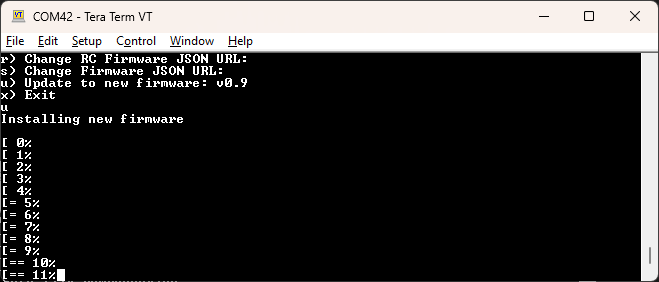 COM42 - Tera Term VT
File Edit Setup Control Window Help
r) Change RC Firmware JSON URL:
s) Change Firmware JSON URL:
u) Update to new firmware: v0.9
x) Exit
u
Installing new firmware
[ 0%
[ 1%
[ 2%
[ 3%
[ 4%
[= 5%
[= 6%
[= 7%
[= 8%
[= 9%
[== 10%
[== 11%